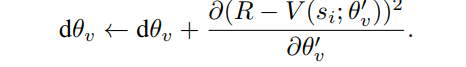 dθ_v ← dθ_v + ∂(R − V(s_i; θ′_v))² / ∂θ′_v .